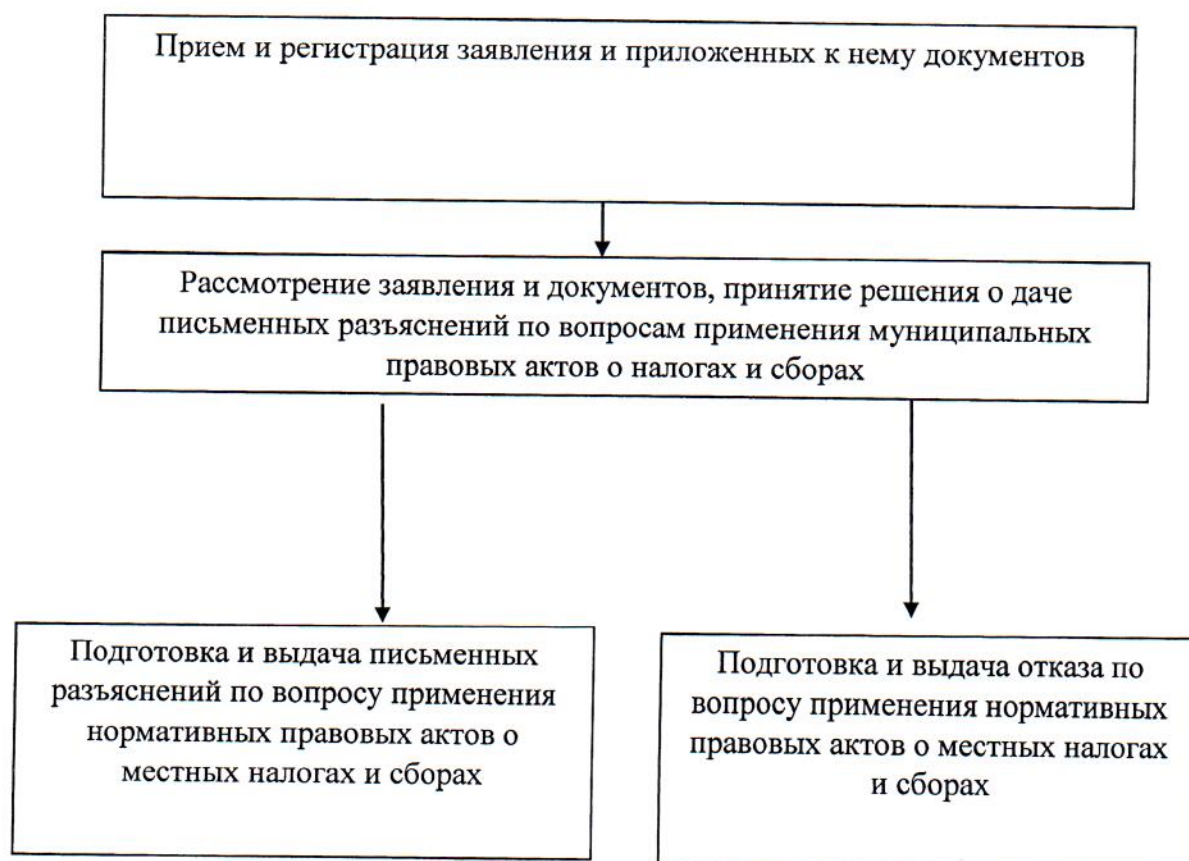 Прием и регистрация заявления и приложенных к нему документов
Рассмотрение заявления и документов, принятие решения о даче
письменных разъяснений по вопросам применения муниципальных
правовых актов о налогах и сборах
Подготовка и выдача письменных
разъяснений по вопросу применения
нормативных правовых актов о
местных налогах и сборах
Подготовка и выдача отказа по
вопросу применения нормативных
правовых актов о местных налогах
и сборах